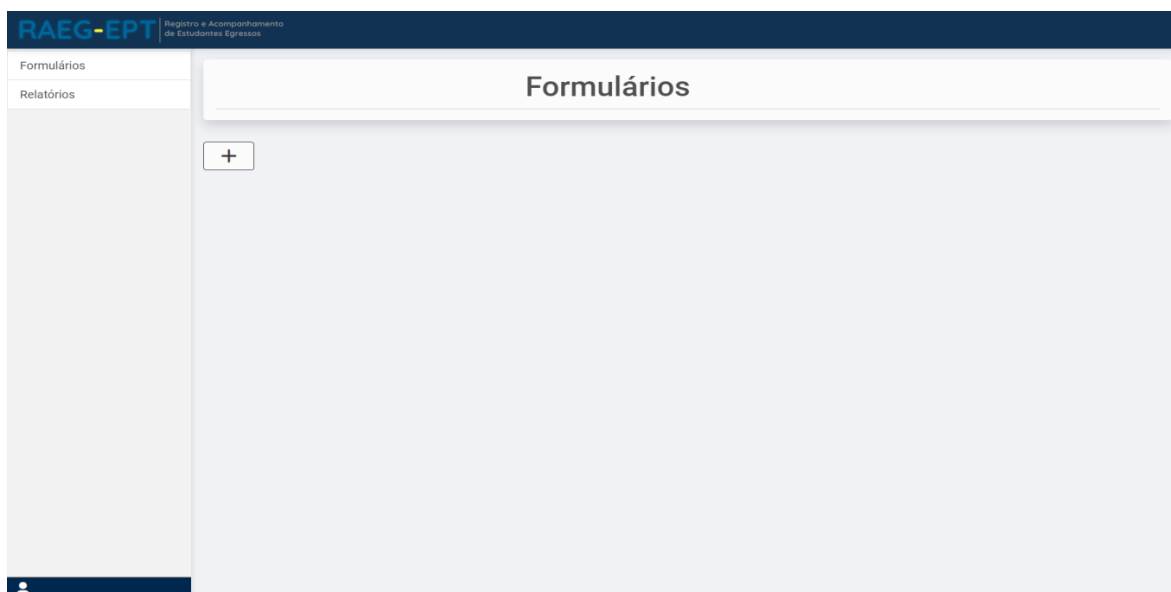 RAEG-EPT
Registro e Acompanhamento
de Estudantes Egressos
Formulários
Relatórios
Formulários
+